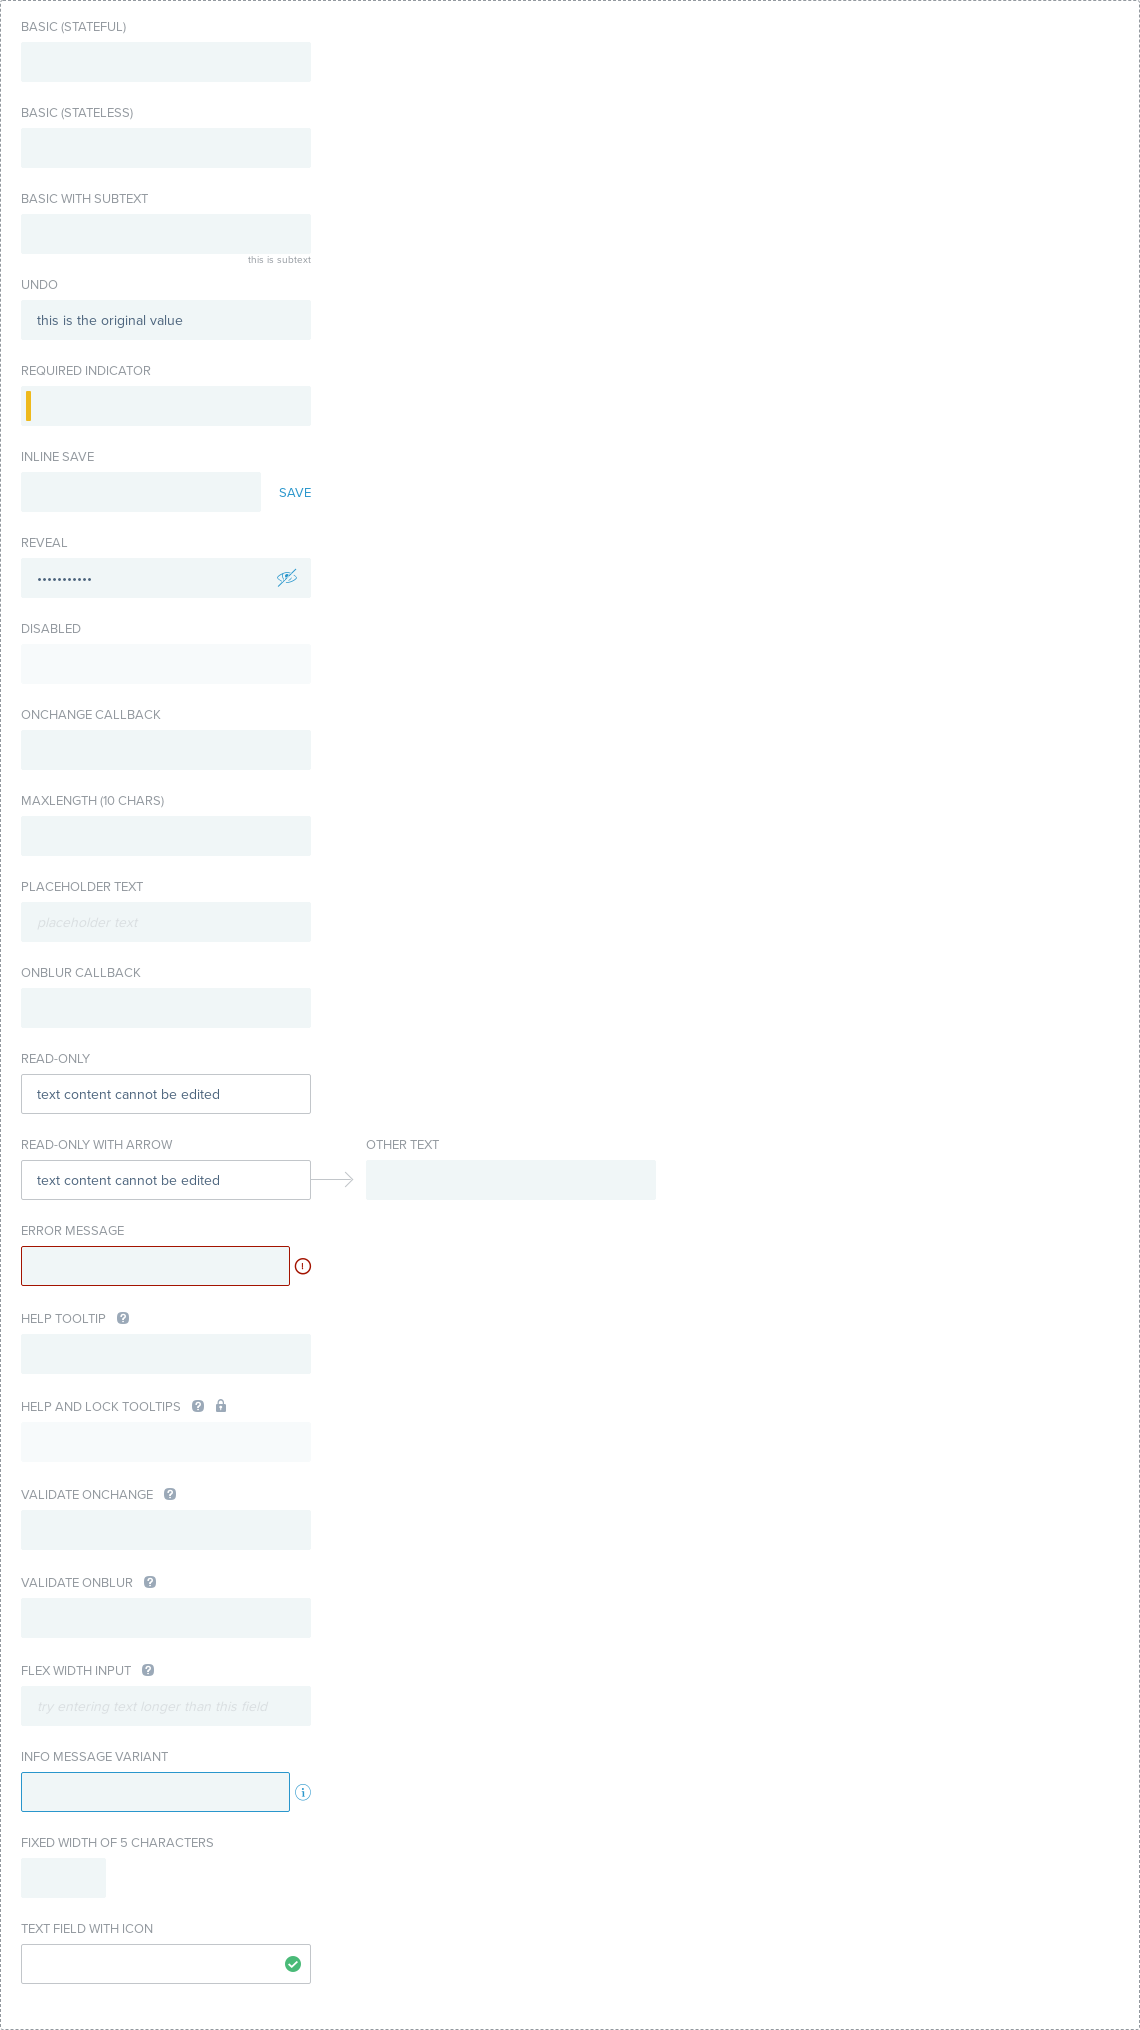 BASIC (STATEFUL)
BASIC (STATELESS)
BASIC WITH SUBTEXT
this is subtext
UNDO
this is the original value
REQUIRED INDICATOR
INLINE SAVE
SAVE
REVEAL
•••••••••••
DISABLED
ONCHANGE CALLBACK
MAXLENGTH (10 CHARS)
PLACEHOLDER TEXT
placeholder text
ONBLUR CALLBACK
READ-ONLY
text content cannot be edited
READ-ONLY WITH ARROW
OTHER TEXT
text content cannot be edited
ERROR MESSAGE
HELP TOOLTIP
HELP AND LOCK TOOLTIPS
VALIDATE ONCHANGE
VALIDATE ONBLUR
FLEX WIDTH INPUT
try entering text longer than this field
INFO MESSAGE VARIANT
FIXED WIDTH OF 5 CHARACTERS
TEXT FIELD WITH ICON